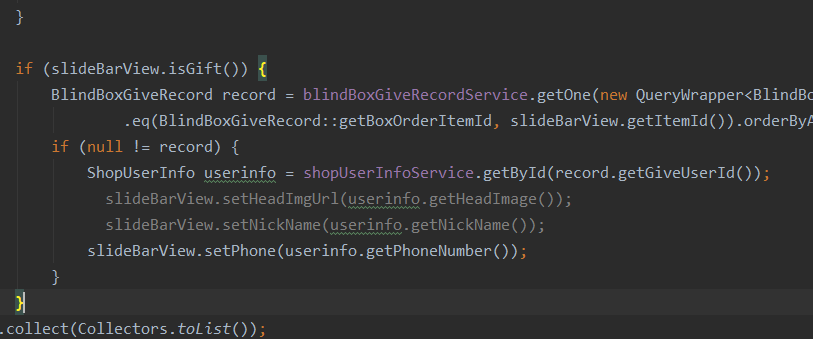 }
if (slideBarView.isGift()) {
BlindBoxGiveRecord record = blindBoxGiveRecordService.getOne(new QueryWrapper<BlindBo
.eq(BlindBoxGiveRecord::getBoxOrderItemId, slideBarView.getItemId()).orderByA
if (null != record) {
ShopUserInfo userinfo = shopUserInfoService.getById(record.getGiveUserId());
slideBarView.setHeadImgUrl(userinfo.getHeadImage());
slideBarView.setNickName(userinfo.getNickName());
slideBarView.setPhone(userinfo.getPhoneNumber());
}
}
.collect(Collectors.toList());